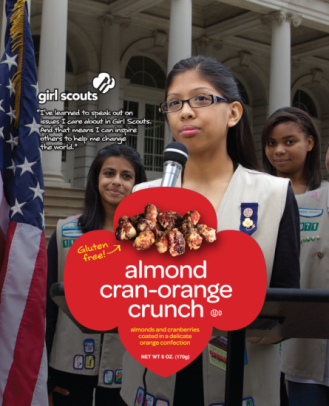 girl scouts
"I've learned to speak out on
issues I care about in Girl Scouts.
And that means I can inspire
others to help me change
the world."
Gluten
free!
almond
cran-orange
crunch
almonds and cranberries
coated in a delicate
orange confection
NET WT 6 OZ. (170g)